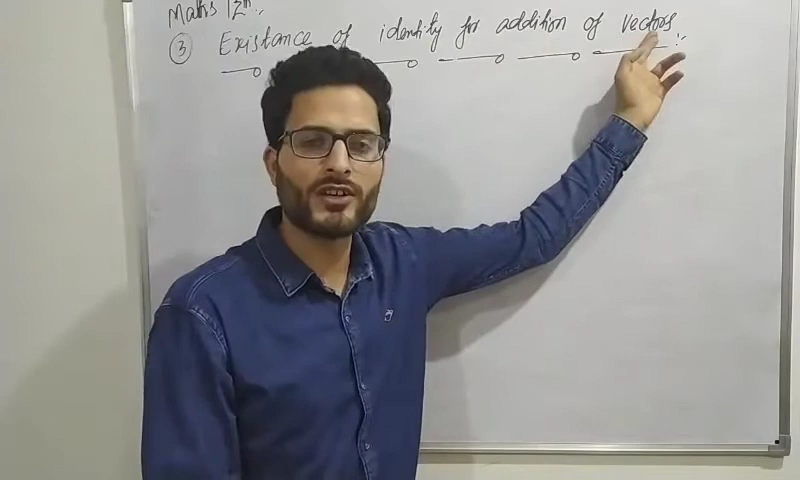 Maths 12th :-
③ Existance of identity for addition of vectors :-